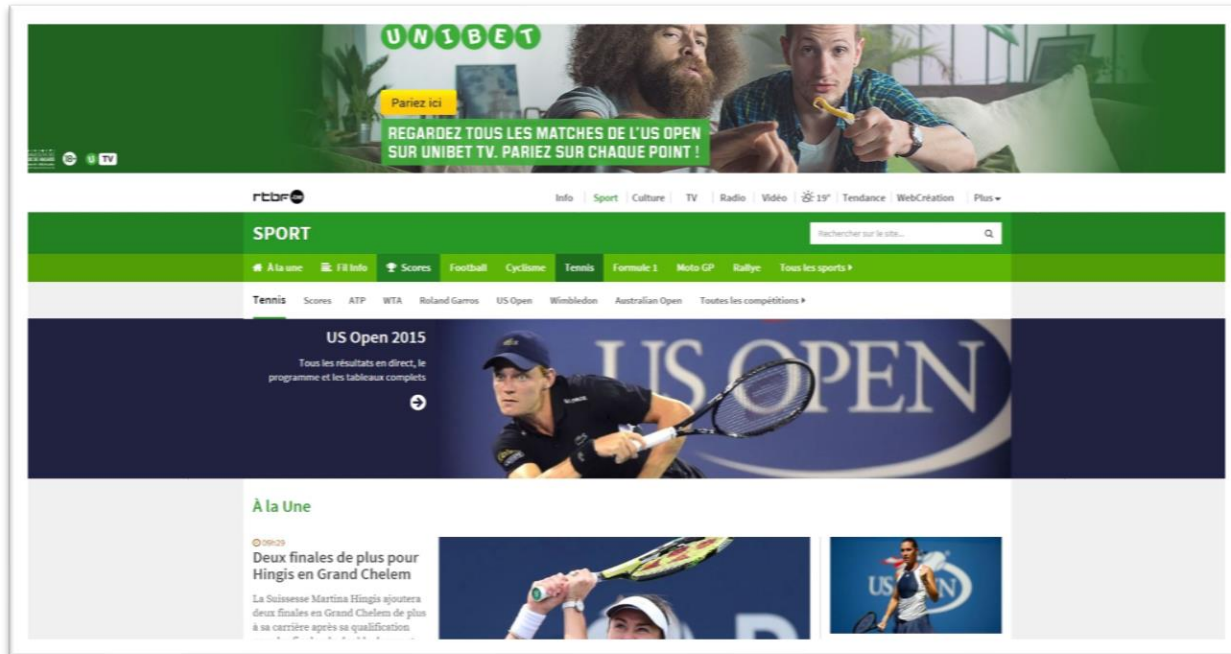 UNIBET
Pariez ici
REGARDEZ TOUS LES MATCHES DE L'US OPEN
SUR UNIBET TV. PARIEZ SUR CHAQUE POINT !
U TV
rtbf.be
Info Sport Culture TV Radio Vidéo 19° Tendance WebCréation Plus
SPORT
Rechercher sur le site...
À la une Fil Info Scores Football Cyclisme Tennis Formule 1 Moto GP Rallye Tous les sports
Tennis Scores ATP WTA Roland Garros US Open Wimbledon Australian Open Toutes les compétitions
US Open 2015
Tous les résultats en direct, le
programme et les tableaux complets
US OPEN
À la Une
09h29
Deux finales de plus pour
Hingis en Grand Chelem
La Suissesse Martina Hingis ajoutera
deux finales en Grand Chelem de plus
à sa carrière après sa qualification